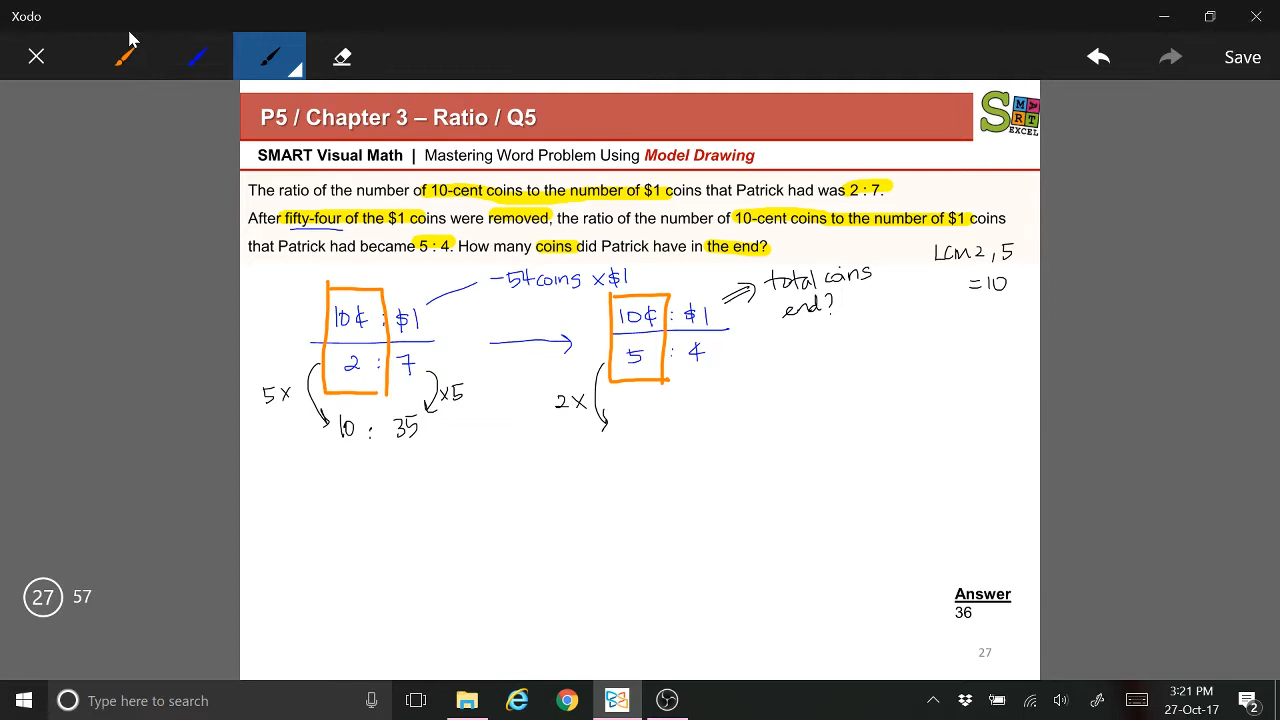 Xodo
Save
P5 / Chapter 3 – Ratio / Q5
SMART EXCEL
SMART Visual Math | Mastering Word Problem Using Model Drawing
The ratio of the number of 10-cent coins to the number of $1 coins that Patrick had was 2 : 7.
After fifty-four of the $1 coins were removed, the ratio of the number of 10-cent coins to the number of $1 coins
that Patrick had became 5 : 4. How many coins did Patrick have in the end?
LCM 2, 5
= 10
-54 coins x $1
total coins
end?
10¢ : $1
2 : 7
5x
x5
10 : 35
10¢ : $1
5 : 4
2x
Answer
36
27
27 57
Type here to search
3:21 PM
27-Oct-17
2